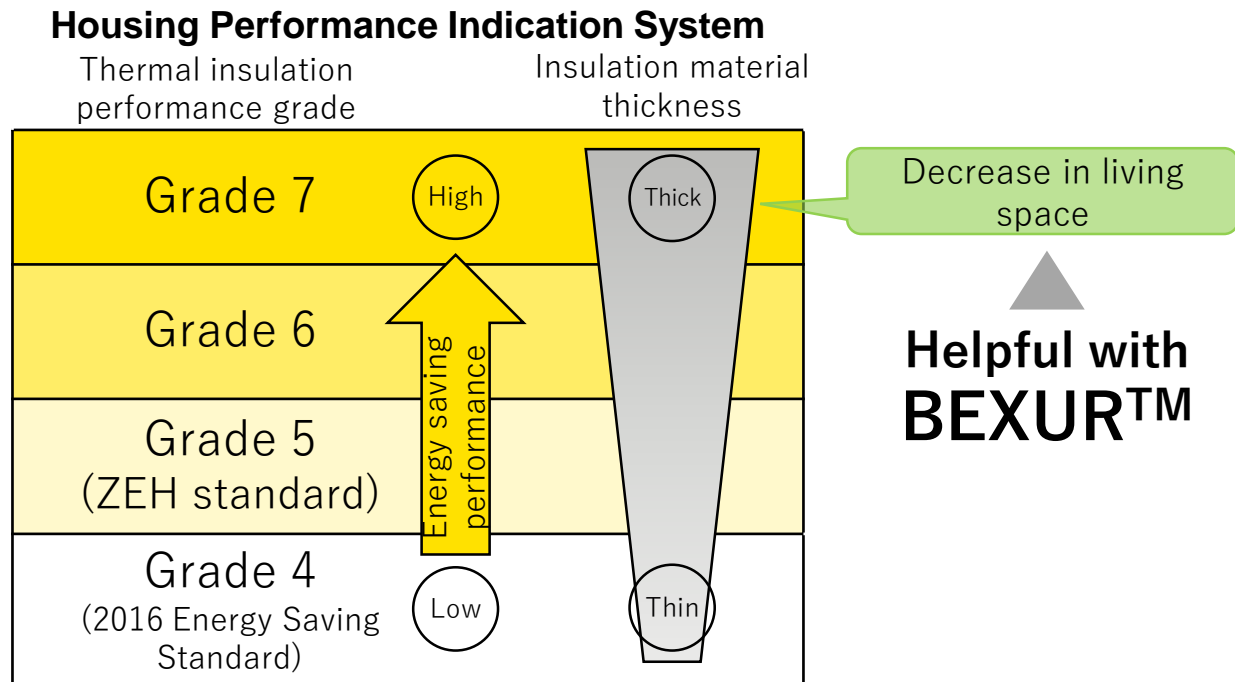 Housing Performance Indication System
Thermal insulation
performance grade
Insulation material
thickness
Grade 7
High
Thick
Decrease in living
space
Grade 6
Energy saving
performance
Helpful with
BEXUR™
Grade 5
(ZEH standard)
Grade 4
(2016 Energy Saving
Standard)
Low
Thin